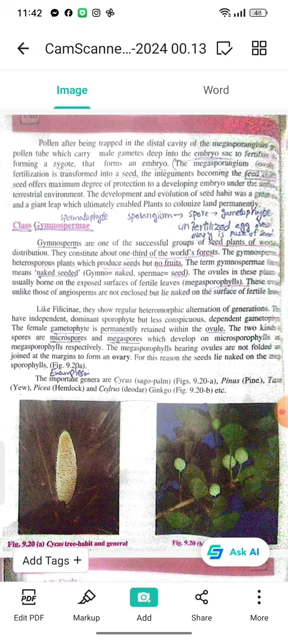 11:42
48
CamScanne...-2024 00.13
Image
Word
Pollen after being trapped in the distal cavity of the megasporangium
pollen tube which carry male gametes deep into the embryo sac to fertilize
forming a zygote, that forms an embryo. (The megasporangium
fertilization is transformed into a seed, the integuments becoming the
seed offers maximum degree of protection to a developing embryo under the
terrestrial environment. The development and evolution of seed habit was a
and a giant leap which ultimately enabled Plants to colonize land permanently.
spermatophyte sporangium → spore → gametophyte
Class Gymnospermae unfertilized egg
Gymnosperms are one of the successful groups of seed plants of
distribution. They constitute about one-third of the world's forests. The gymnosperms
heterosporous plants which produce seeds but no fruits. The term gymnospermae
means 'naked seeded' (Gymno= naked, spermae= seed). The ovules in these
usually borne on the exposed surfaces of fertile leaves (megasporophylls). These
unlike those of angiosperms are not enclosed but lie naked on the surface of fertile
Like Filicinae, they show regular heteromorphic alternation of generations. The
have independent, dominant sporophyte but less conspicuous, dependent
The female gametophyte is permanently retained within the ovule. The two kinds
spores are microspores and megaspores which develop on microsporophylls
megasporophylls respectively. The megasporophylls bearing ovules are not folded
joined at the margins to form an ovary. For this reason the seeds lie naked on the
sporophylls. (Fig. 9.20a).
Examples
The important genera are Cycus (sago-palm) (Figs. 9.20-a), Pinus (Pine),
(Yew), Picea (Hemlock) and Cedrus (deodar) Ginkgo (Fig. 9.20-b) etc.
Fig. 9.20 (a) Cycas tree-habit and general
Fig. 9.20
Ask AI
Add Tags +
PDF
Edit PDF
Markup
Add
Share
More